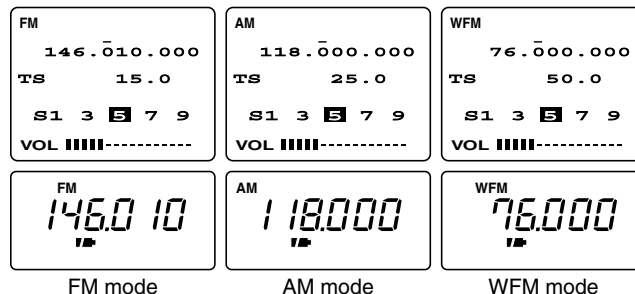 FM
146.010.000
TS 15.0
S1 3 5 7 9
VOL
AM
118.000.000
TS 25.0
S1 3 5 7 9
VOL
WFM
76.000.000
TS 50.0
S1 3 5 7 9
VOL
FM
146.010
AM
118.000
WFM
76.000
FM mode
AM mode
WFM mode